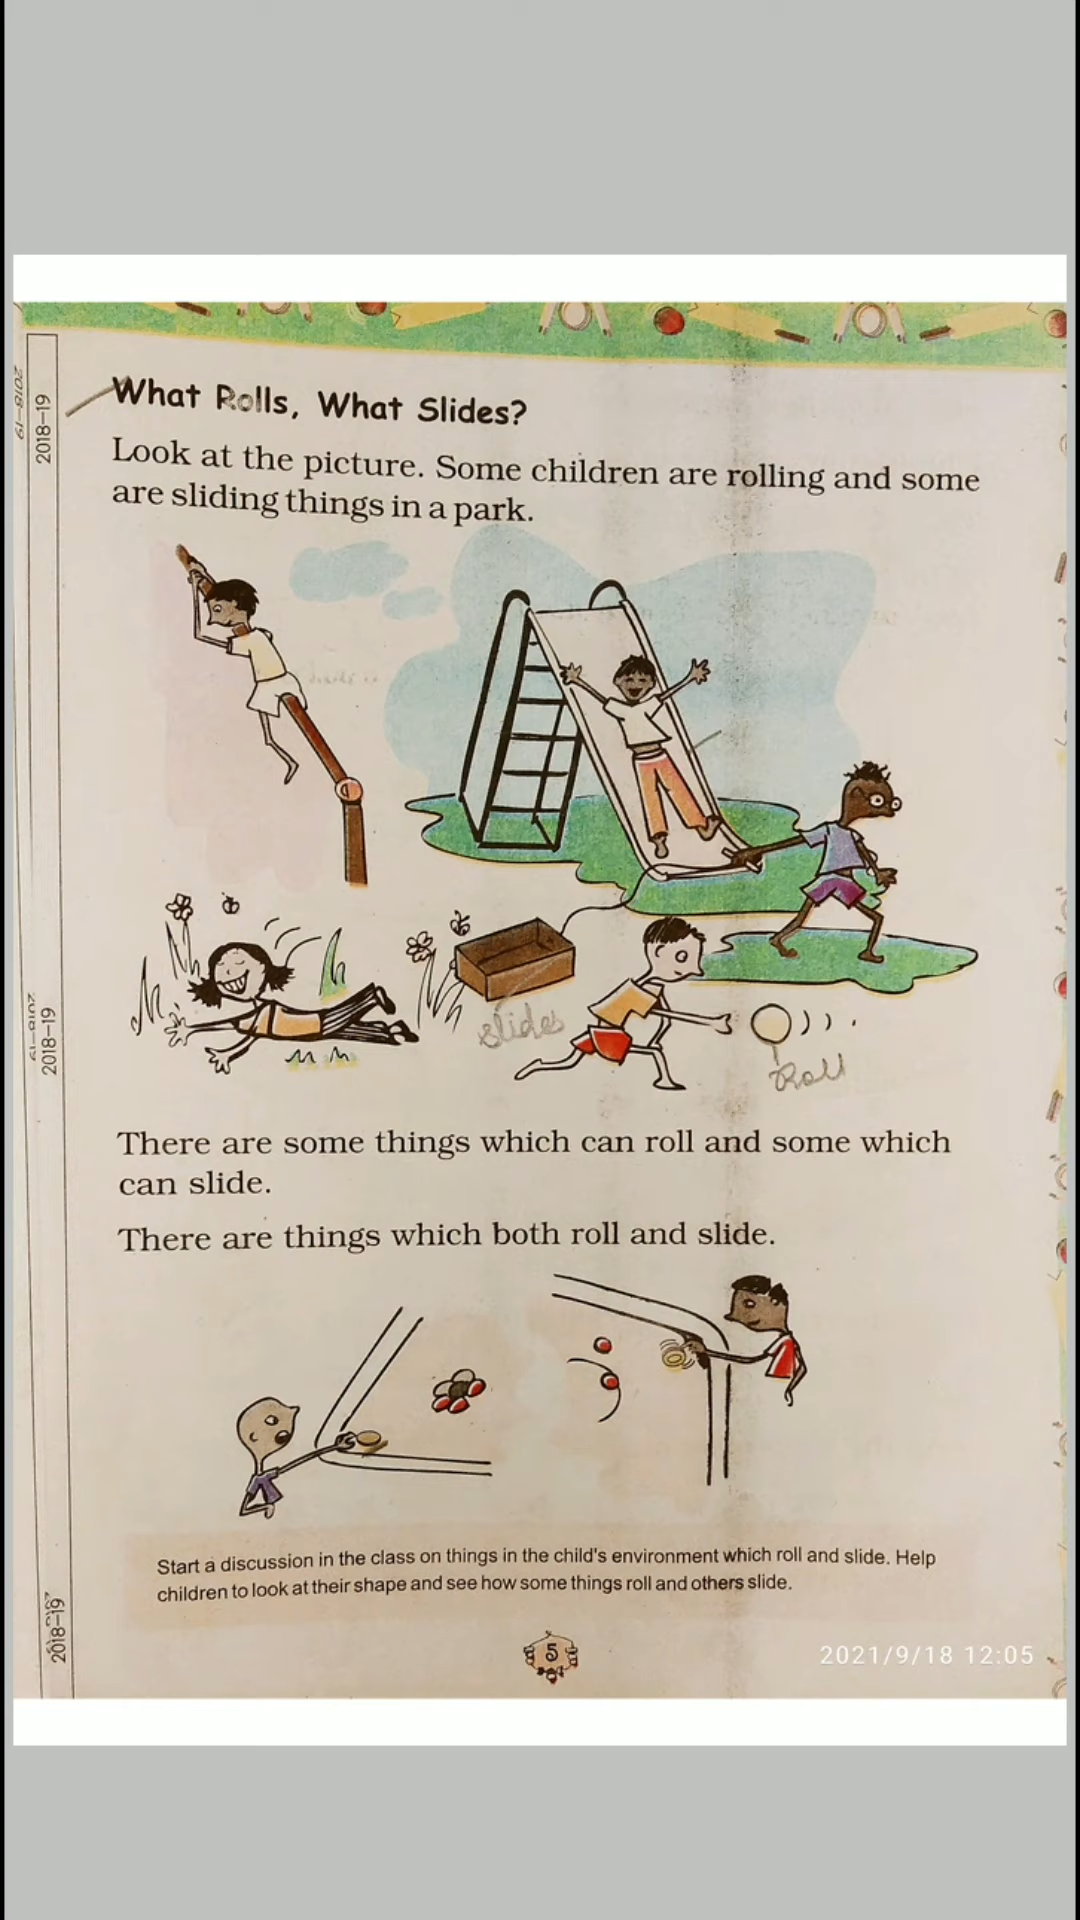 What Rolls, What Slides?
Look at the picture. Some children are rolling and some
are sliding things in a park.
slides
Roll
There are some things which can roll and some which
can slide.
There are things which both roll and slide.
Start a discussion in the class on things in the child's environment which roll and slide. Help
children to look at their shape and see how some things roll and others slide.
5
2021/9/18 12:05
2018–19
2018–19
2018–19
2018–19
2018–19